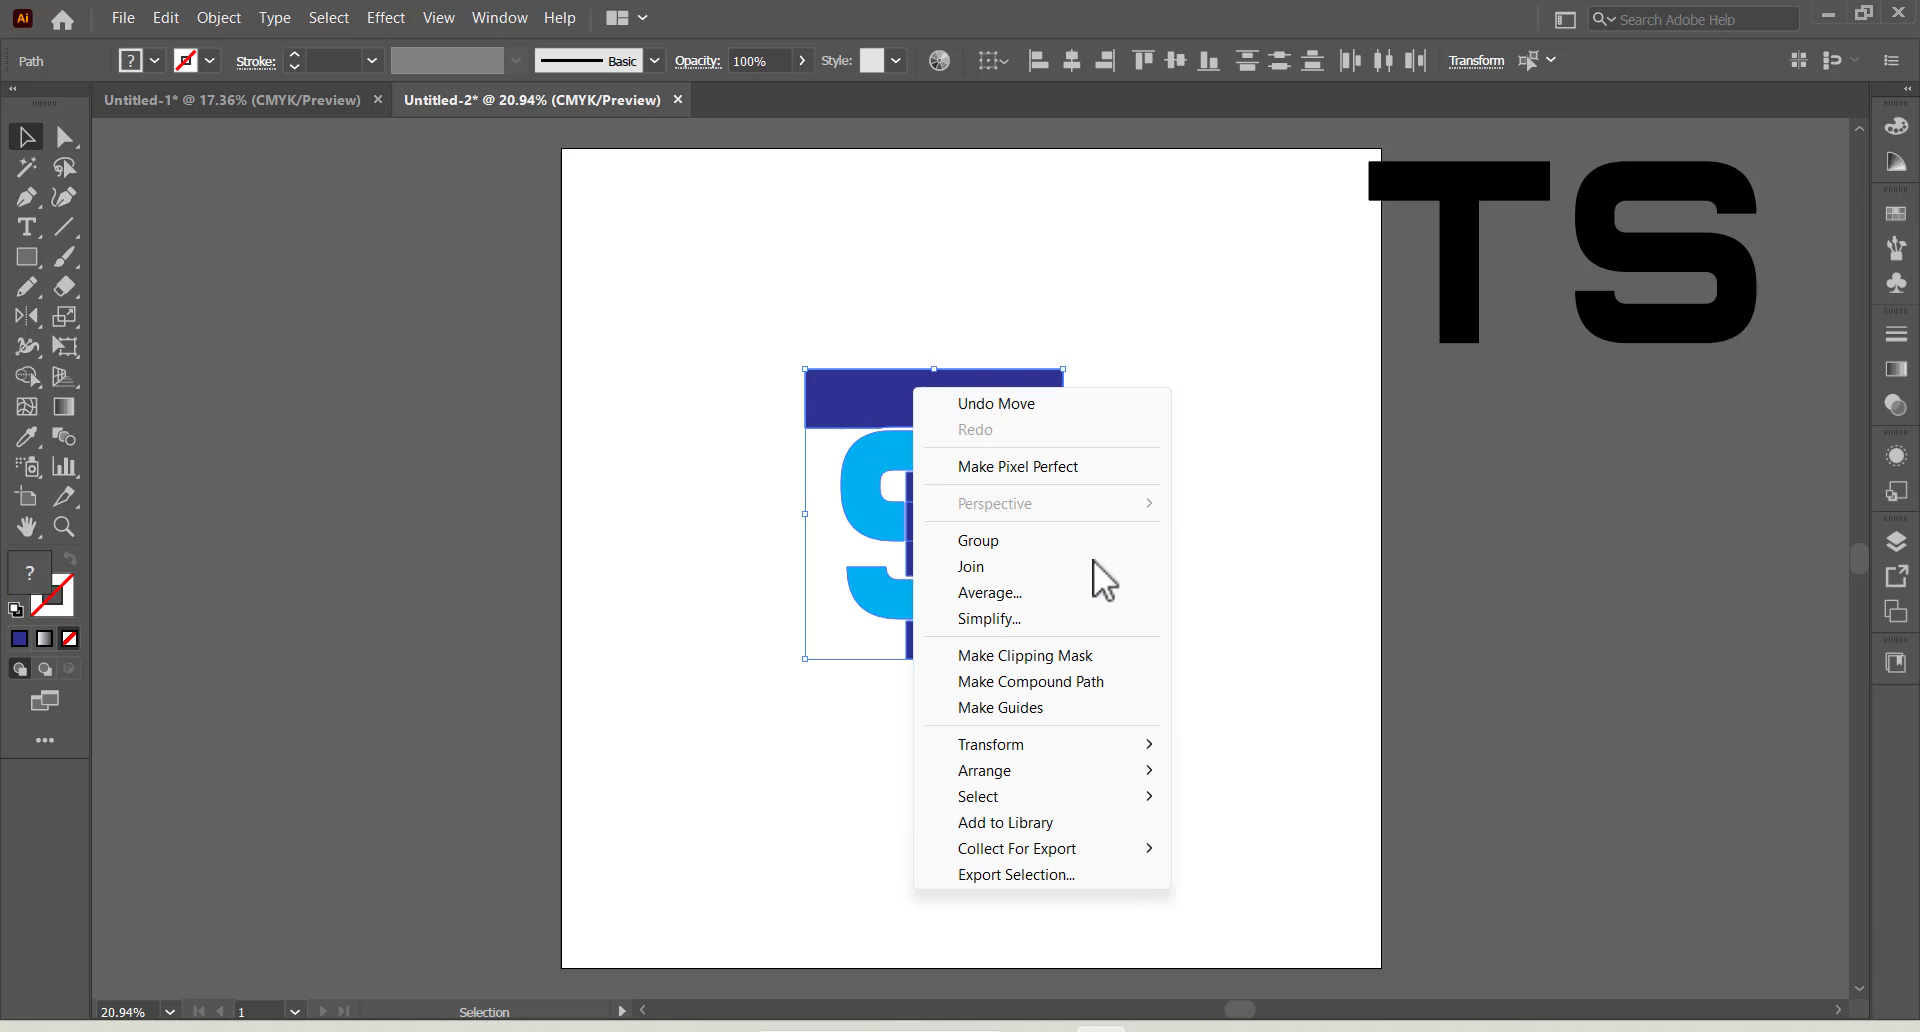 Ai File Edit Object Type Select Effect View Window Help Search Adobe Help
Path ? Stroke: Basic Opacity: 100% Style: Transform
Untitled-1* @ 17.36% (CMYK/Preview) Untitled-2* @ 20.94% (CMYK/Preview)
TS
S
?
Undo Move
Redo
Make Pixel Perfect
Perspective
Group
Join
Average...
Simplify...
Make Clipping Mask
Make Compound Path
Make Guides
Transform
Arrange
Select
Add to Library
Collect For Export
Export Selection...
20.94% 1 Selection